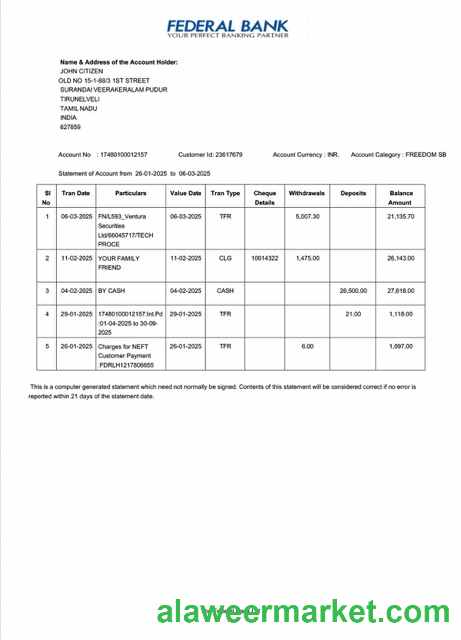 FEDERAL BANK
YOUR PERFECT BANKING PARTNER
Name & Address of the Account Holder:
JOHN CITIZEN
OLD NO 15-1-88/3 1ST STREET
SURANDAI VEERAKERALAM PUDUR
TIRUNELVELI
TAMIL NADU
INDIA
627859
Account No : 17480100012157 Customer Id: 23617679 Account Currency : INR. Account Category : FREEDOM SB
Statement of Account from 26-01-2025 to 06-03-2025
Sl No Tran Date Particulars Value Date Tran Type Cheque Details Withdrawals Deposits Balance Amount
1 06-03-2025 FN/L593_Ventura 06-03-2025 TFR 5,007.30 21,135.70
Securities
Ltd/66045717/TECH
PROCE
2 11-02-2025 YOUR FAMILY 11-02-2025 CLG 10014322 1,475.00 26,143.00
FRIEND
3 04-02-2025 BY CASH 04-02-2025 CASH 26,500.00 27,618.00
4 29-01-2025 17480100012157:Int.Pd 29-01-2025 TFR 21.00 1,118.00
:01-04-2025 to 30-09-
2025
5 26-01-2025 Charges for NEFT 26-01-2025 TFR 6.00 1,097.00
Customer Payment
FDRLH1217806655
This is a computer generated statement which need not normally be signed. Contents of this statement will be considered correct if no error is
reported within 21 days of the statement date.
alaweermarket.com